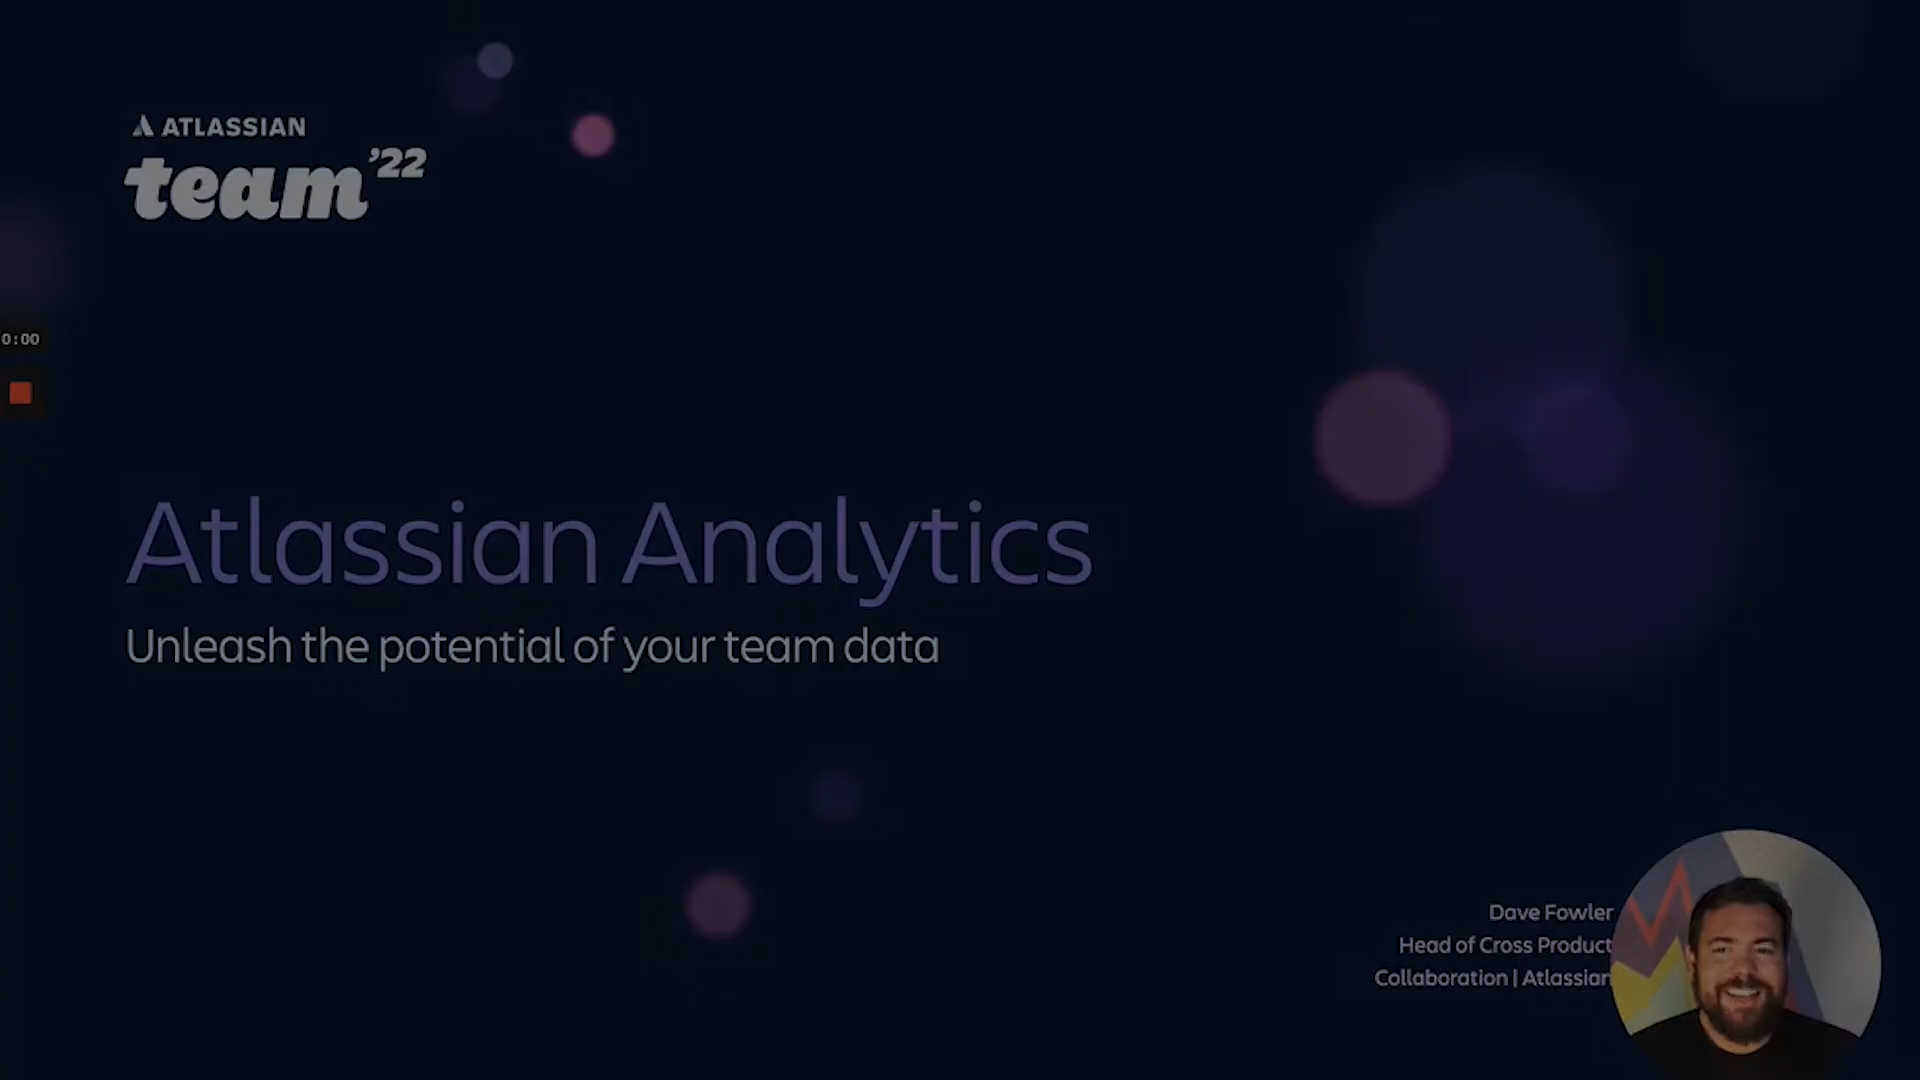 ATLASSIAN
team '22
0:00
Atlassian Analytics
Unleash the potential of your team data
Dave Fowler
Head of Cross Product
Collaboration | Atlassian